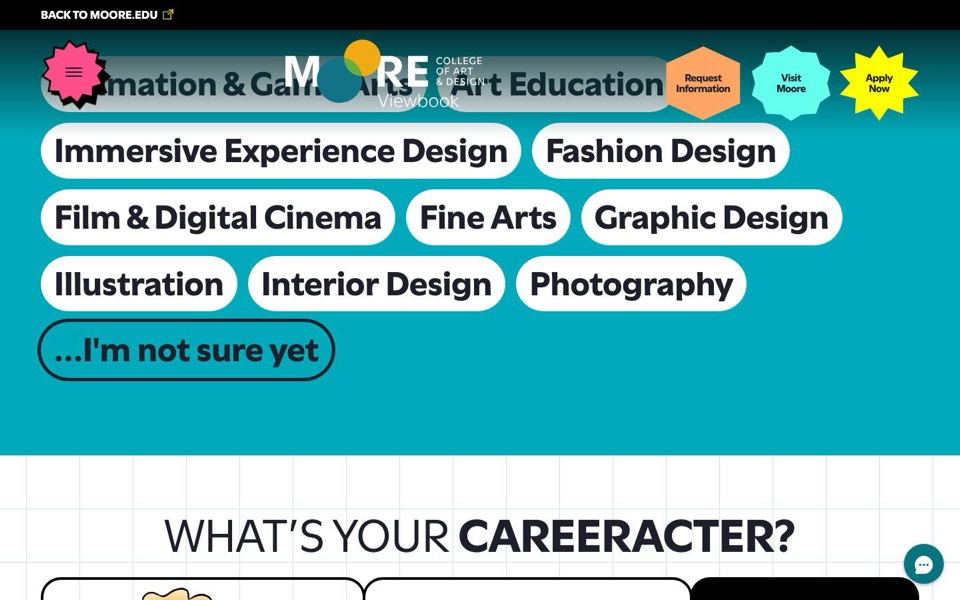 BACK TO MOORE.EDU
MOORE COLLEGE OF ART & DESIGN
Viewbook
Request Information
Visit Moore
Apply Now
Art Education
Immersive Experience Design
Fashion Design
Film & Digital Cinema
Fine Arts
Graphic Design
Illustration
Interior Design
Photography
...I'm not sure yet
WHAT'S YOUR CAREERACTER?